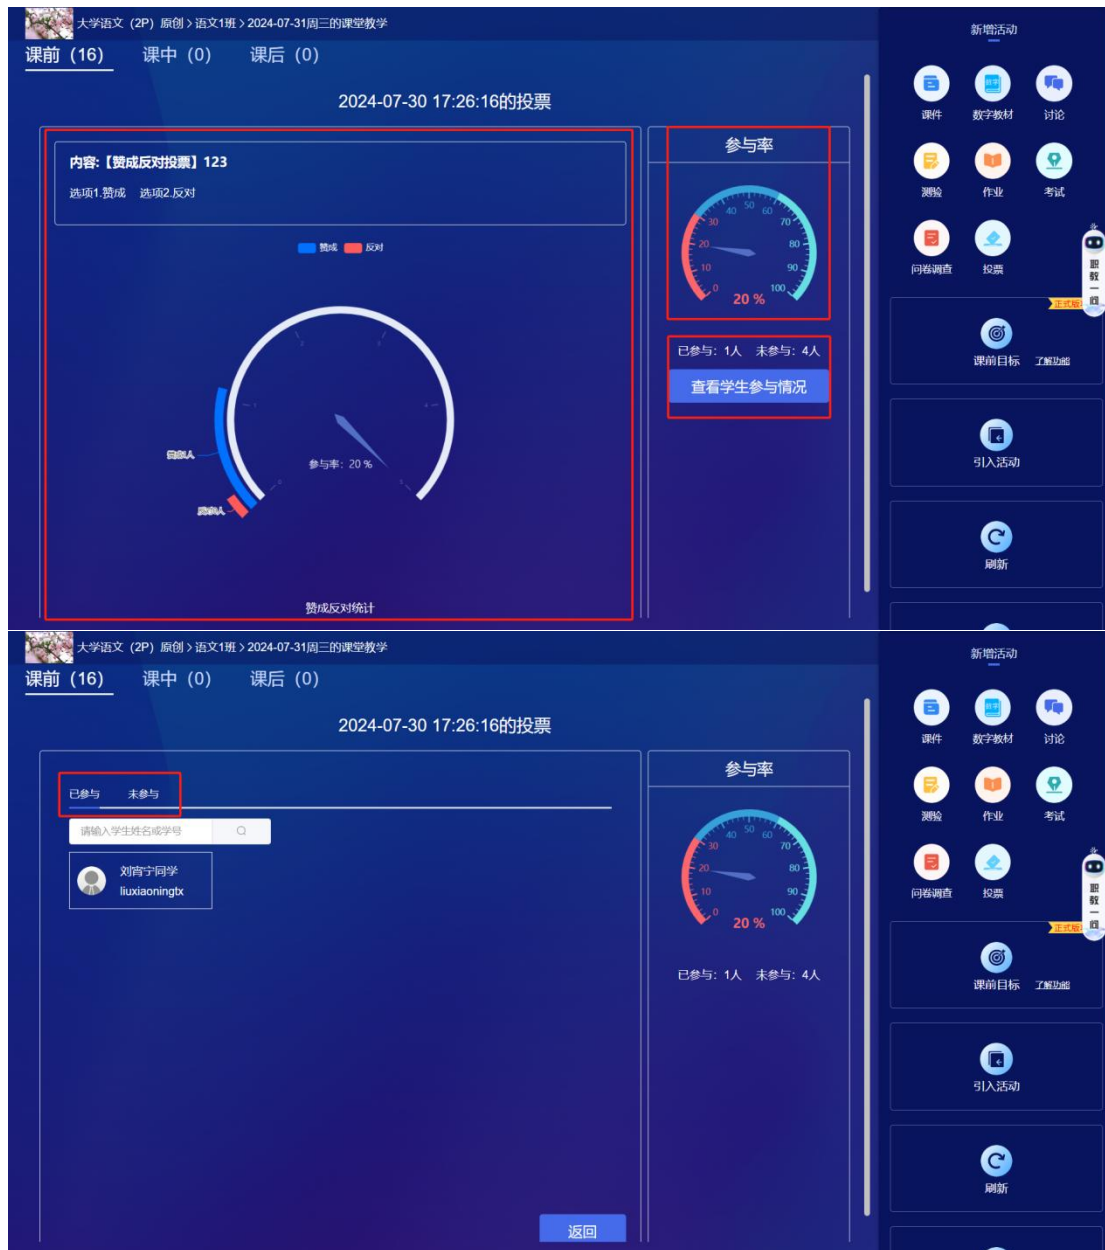 大学语文（2P）原创 > 语文1班 > 2024-07-31周三的课堂教学
课前（16） 课中（0） 课后（0）
2024-07-30 17:26:16的投票
内容:【赞成反对投票】123
选项1.赞成 选项2.反对
赞成 反对
0 1 2 3 4 5
参与率：20 %
赞成反对统计
参与率
0 10 20 30 40 50 60 70 80 90 100
20 %
已参与：1人 未参与：4人
查看学生参与情况
新增活动
课件 数字教材 讨论
测验 作业 考试
问卷调查 投票
职教一问
课前目标 了解功能
引入活动
刷新
大学语文（2P）原创 > 语文1班 > 2024-07-31周三的课堂教学
课前（16） 课中（0） 课后（0）
2024-07-30 17:26:16的投票
已参与 未参与
请输入学生姓名或学号
刘宵宁同学
liuxiaoningtx
返回
参与率
0 10 20 30 40 50 60 70 80 90 100
20 %
已参与：1人 未参与：4人
新增活动
课件 数字教材 讨论
测验 作业 考试
问卷调查 投票
职教一问
课前目标 了解功能
引入活动
刷新